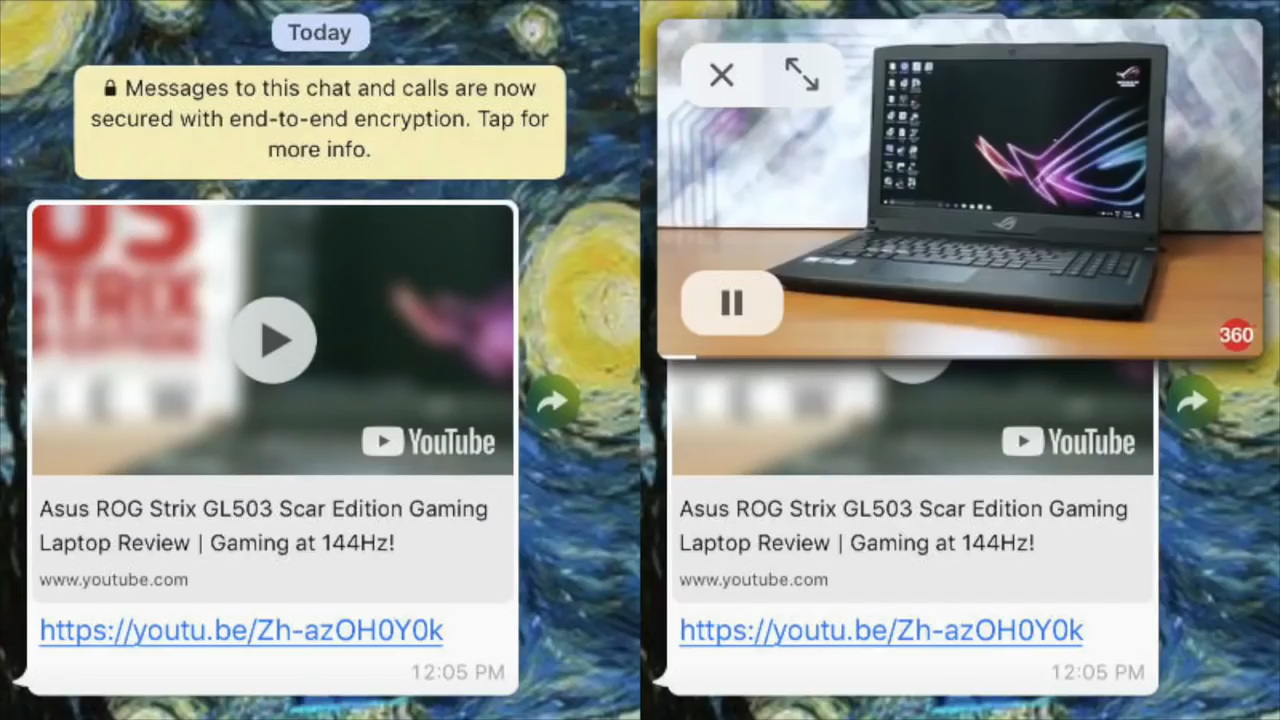 Today
Messages to this chat and calls are now
secured with end-to-end encryption. Tap for
more info.
OS
STRIX
YouTube
Asus ROG Strix GL503 Scar Edition Gaming
Laptop Review | Gaming at 144Hz!
www.youtube.com
https://youtu.be/Zh-azOH0Y0k
12:05 PM
360
YouTube
Asus ROG Strix GL503 Scar Edition Gaming
Laptop Review | Gaming at 144Hz!
www.youtube.com
https://youtu.be/Zh-azOH0Y0k
12:05 PM